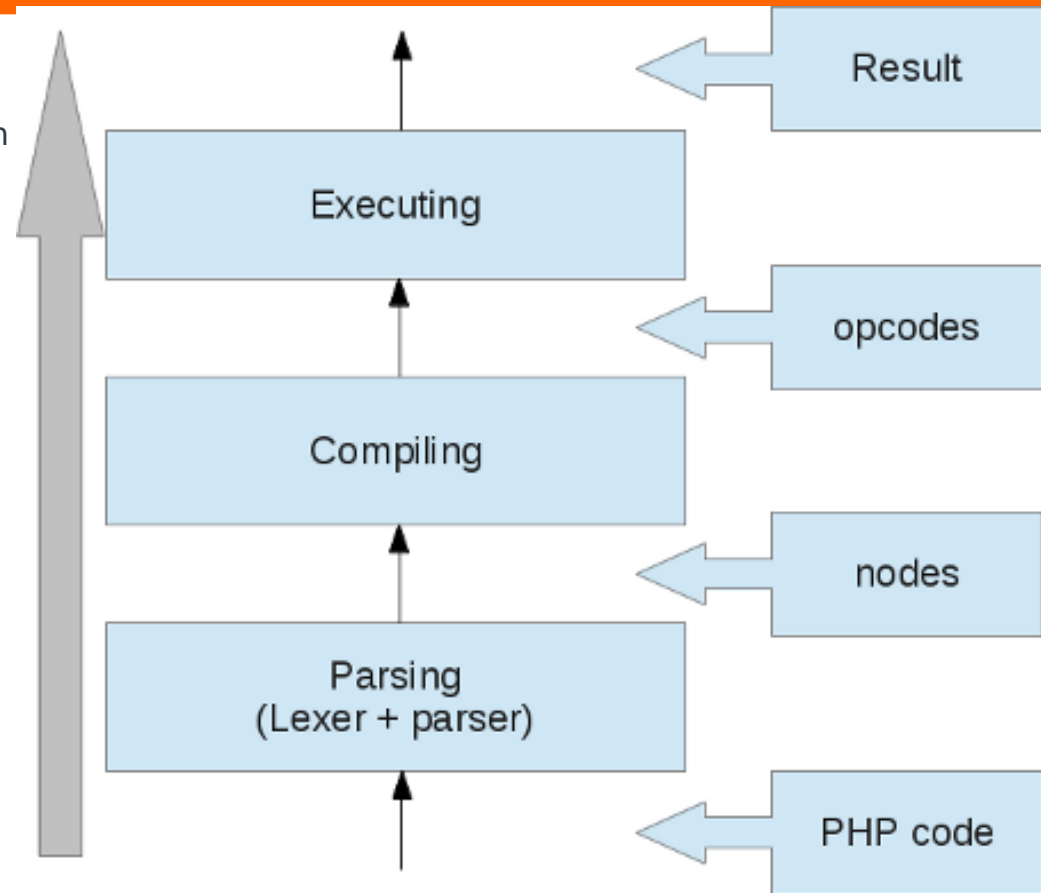 Result
Executing
opcodes
Compiling
nodes
Parsing
(Lexer + parser)
PHP code